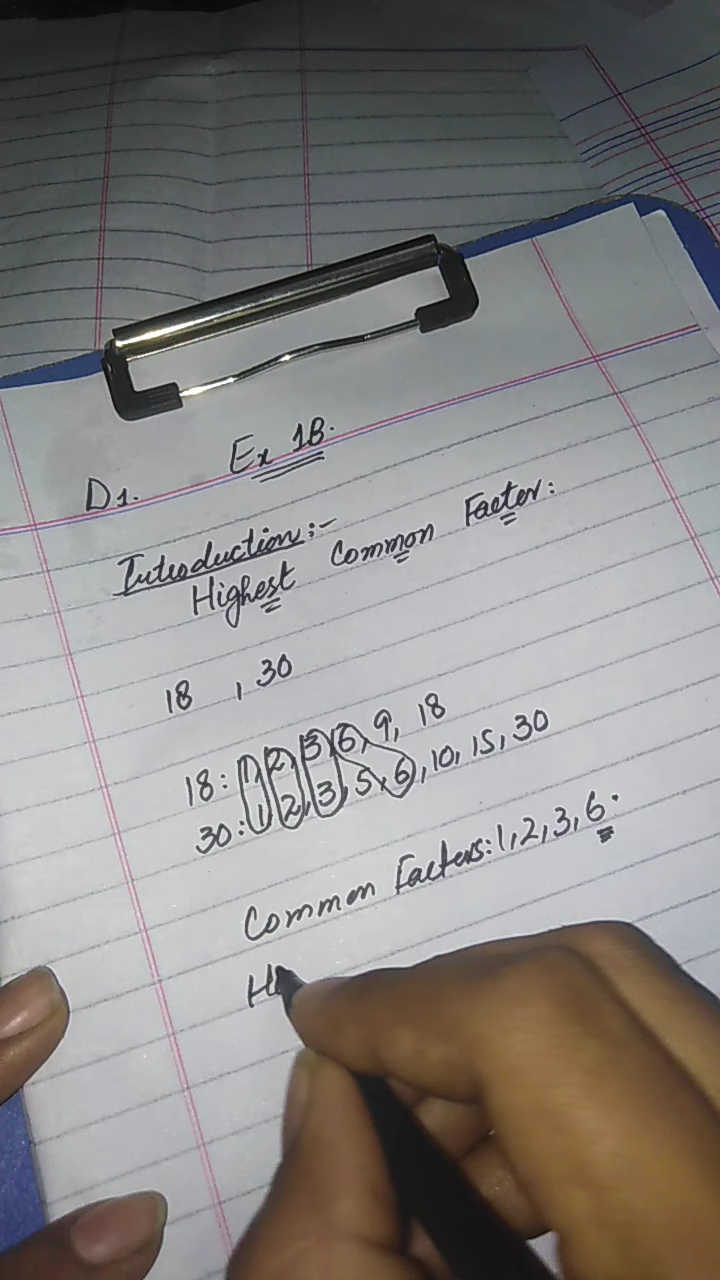 Ex 1B.
D1.
Introduction:-
Highest Common Factor:
18 , 30
18: 1, 2, 3, 6, 9, 18
30: 1, 2, 3, 5, 6, 10, 15, 30
Common Factors: 1, 2, 3, 6.
H